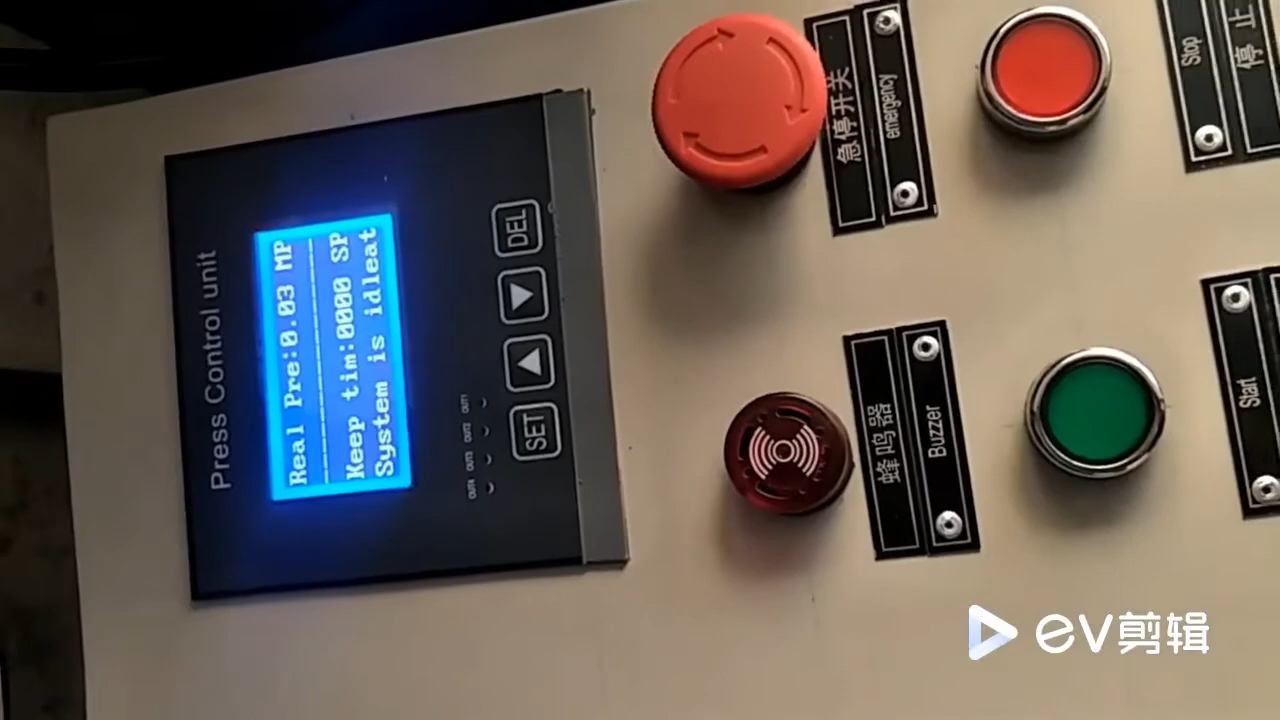 Press Control unit
Real Pre:0.03 MP
Keep tim:0000 SP
System is idleat
OUT4 OUT3 OUT2 OUT1
SET
DEL
急停开关
emergency
Stop
停止
蜂鸣器
Buzzer
Start
ev剪辑